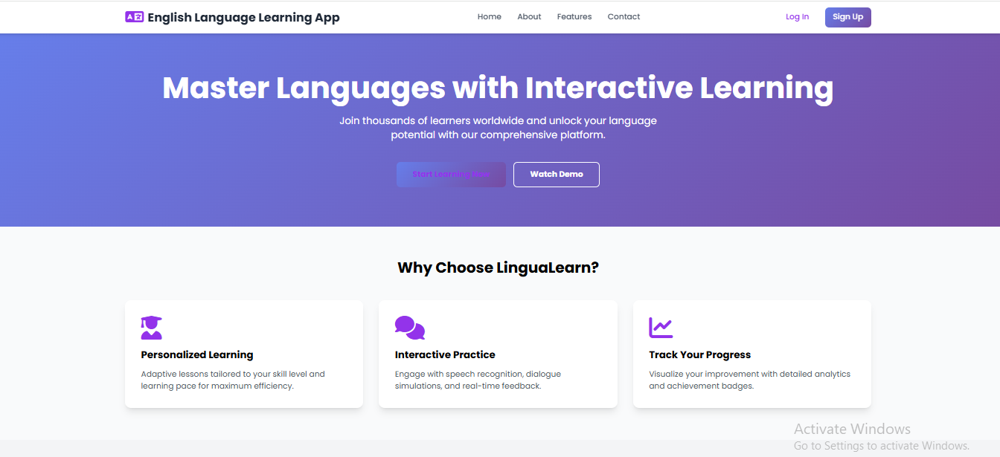 English Language Learning App
Home About Features Contact
Log In Sign Up
Master Languages with Interactive Learning
Join thousands of learners worldwide and unlock your language
potential with our comprehensive platform.
Start Learning Now Watch Demo
Why Choose LinguaLearn?
Personalized Learning
Adaptive lessons tailored to your skill level and
learning pace for maximum efficiency.
Interactive Practice
Engage with speech recognition, dialogue
simulations, and real-time feedback.
Track Your Progress
Visualize your improvement with detailed analytics
and achievement badges.
Activate Windows
Go to Settings to activate Windows.